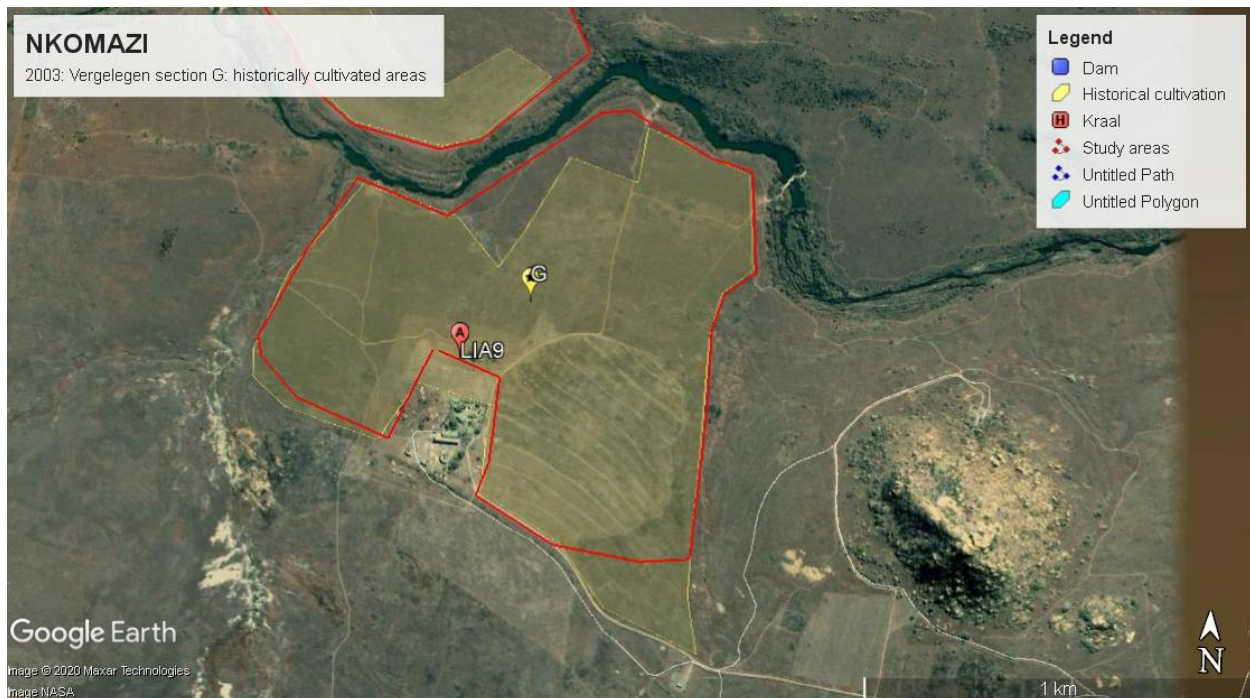 NKOMAZI
2003: Vergelegen section G: historically cultivated areas
Legend
Dam
Historical cultivation
H Kraal
Study areas
Untitled Path
Untitled Polygon
G
A
LIA9
Google Earth
Image © 2020 Maxar Technologies
Image NASA
N
1 km